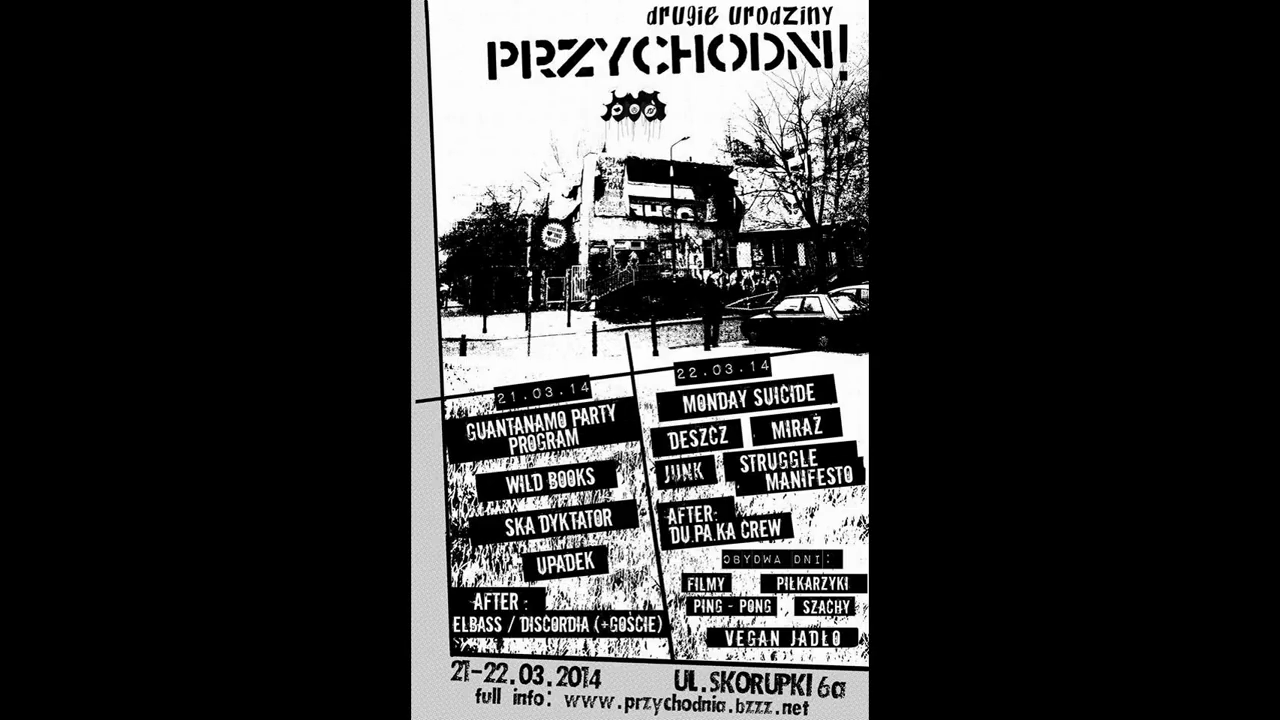 drugie urodziny
PRZYCHODNI!
21.03.14
GUANTANAMO PARTY
PROGRAM
WILD BOOKS
SKA DYKTATOR
UPADEK
AFTER:
ELBASS / DISCORDIA (+GOŚCIE)
22.03.14
MONDAY SUICIDE
DESZCZ
MIRAŻ
JUNK
STRUGGLE
MANIFESTO
AFTER:
DU.PA.KA CREW
OBYDWA DNI:
FILMY
PIŁKARZYKI
PING - PONG
SZACHY
VEGAN JADŁO
21-22.03.2014
UL.SKORUPKI 6a
full info: www.przychodnia.bzzz.net